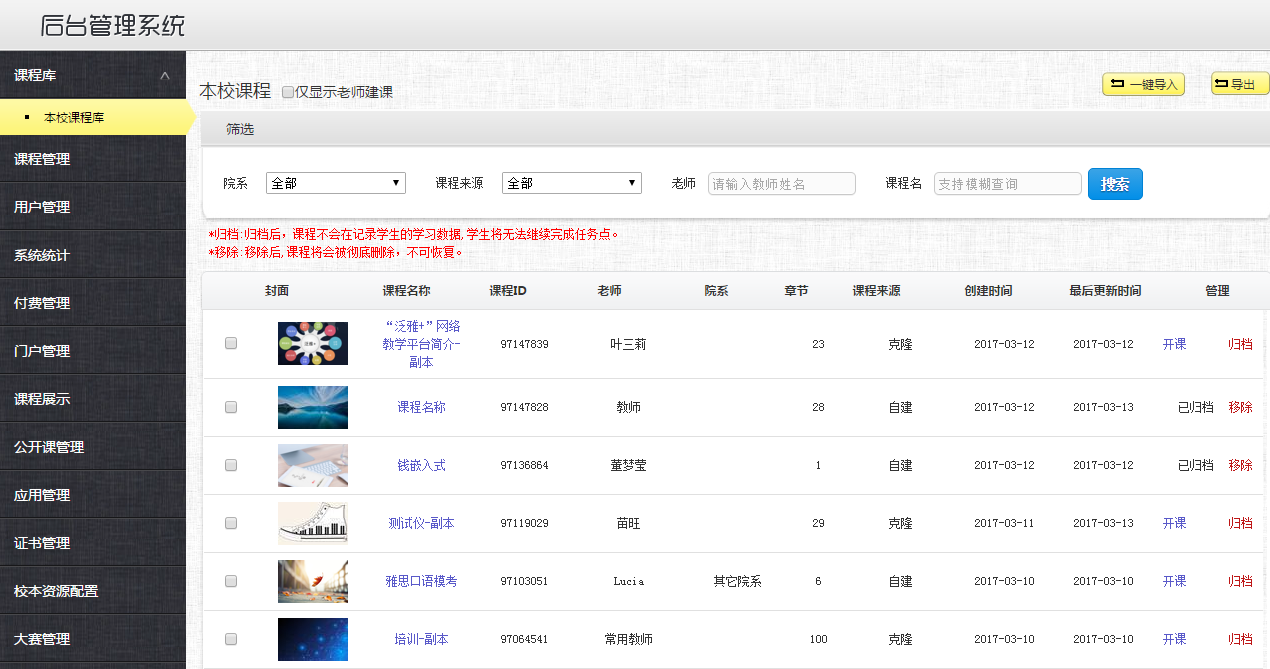 后台管理系统
课程库
本校课程库
课程管理
用户管理
系统统计
付费管理
门户管理
课程展示
公开课管理
应用管理
证书管理
校本资源配置
大赛管理
本校课程 仅显示老师建课
一键导入 导出
筛选
院系 全部 课程来源 全部 老师 请输入教师姓名 课程名 支持模糊查询 搜索
*归档:归档后，课程不会在记录学生的学习数据,学生将无法继续完成任务点。
*移除:移除后,课程将会被彻底删除，不可恢复。
封面 课程名称 课程ID 老师 院系 章节 课程来源 创建时间 最后更新时间 管理
“泛雅+”网络
教学平台简介-
副本
97147839 叶三莉 23 克隆 2017-03-12 2017-03-12 开课 归档
课程名称 97147828 教师 28 自建 2017-03-12 2017-03-13 已归档 移除
钱嵌入式 97136864 董梦莹 1 自建 2017-03-12 2017-03-12 已归档 移除
测试仪-副本 97119029 苗旺 29 克隆 2017-03-11 2017-03-13 开课 归档
雅思口语模考 97103051 Lucia 其它院系 6 自建 2017-03-10 2017-03-10 开课 归档
培训-副本 97064541 常用教师 100 克隆 2017-03-10 2017-03-10 开课 归档